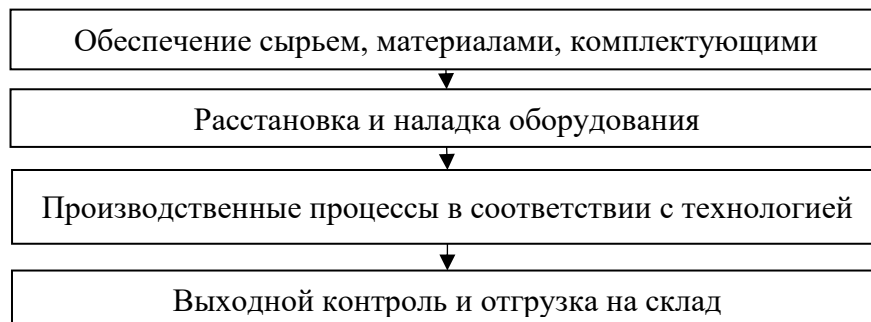 Обеспечение сырьем, материалами, комплектующими
Расстановка и наладка оборудования
Производственные процессы в соответствии с технологией
Выходной контроль и отгрузка на склад